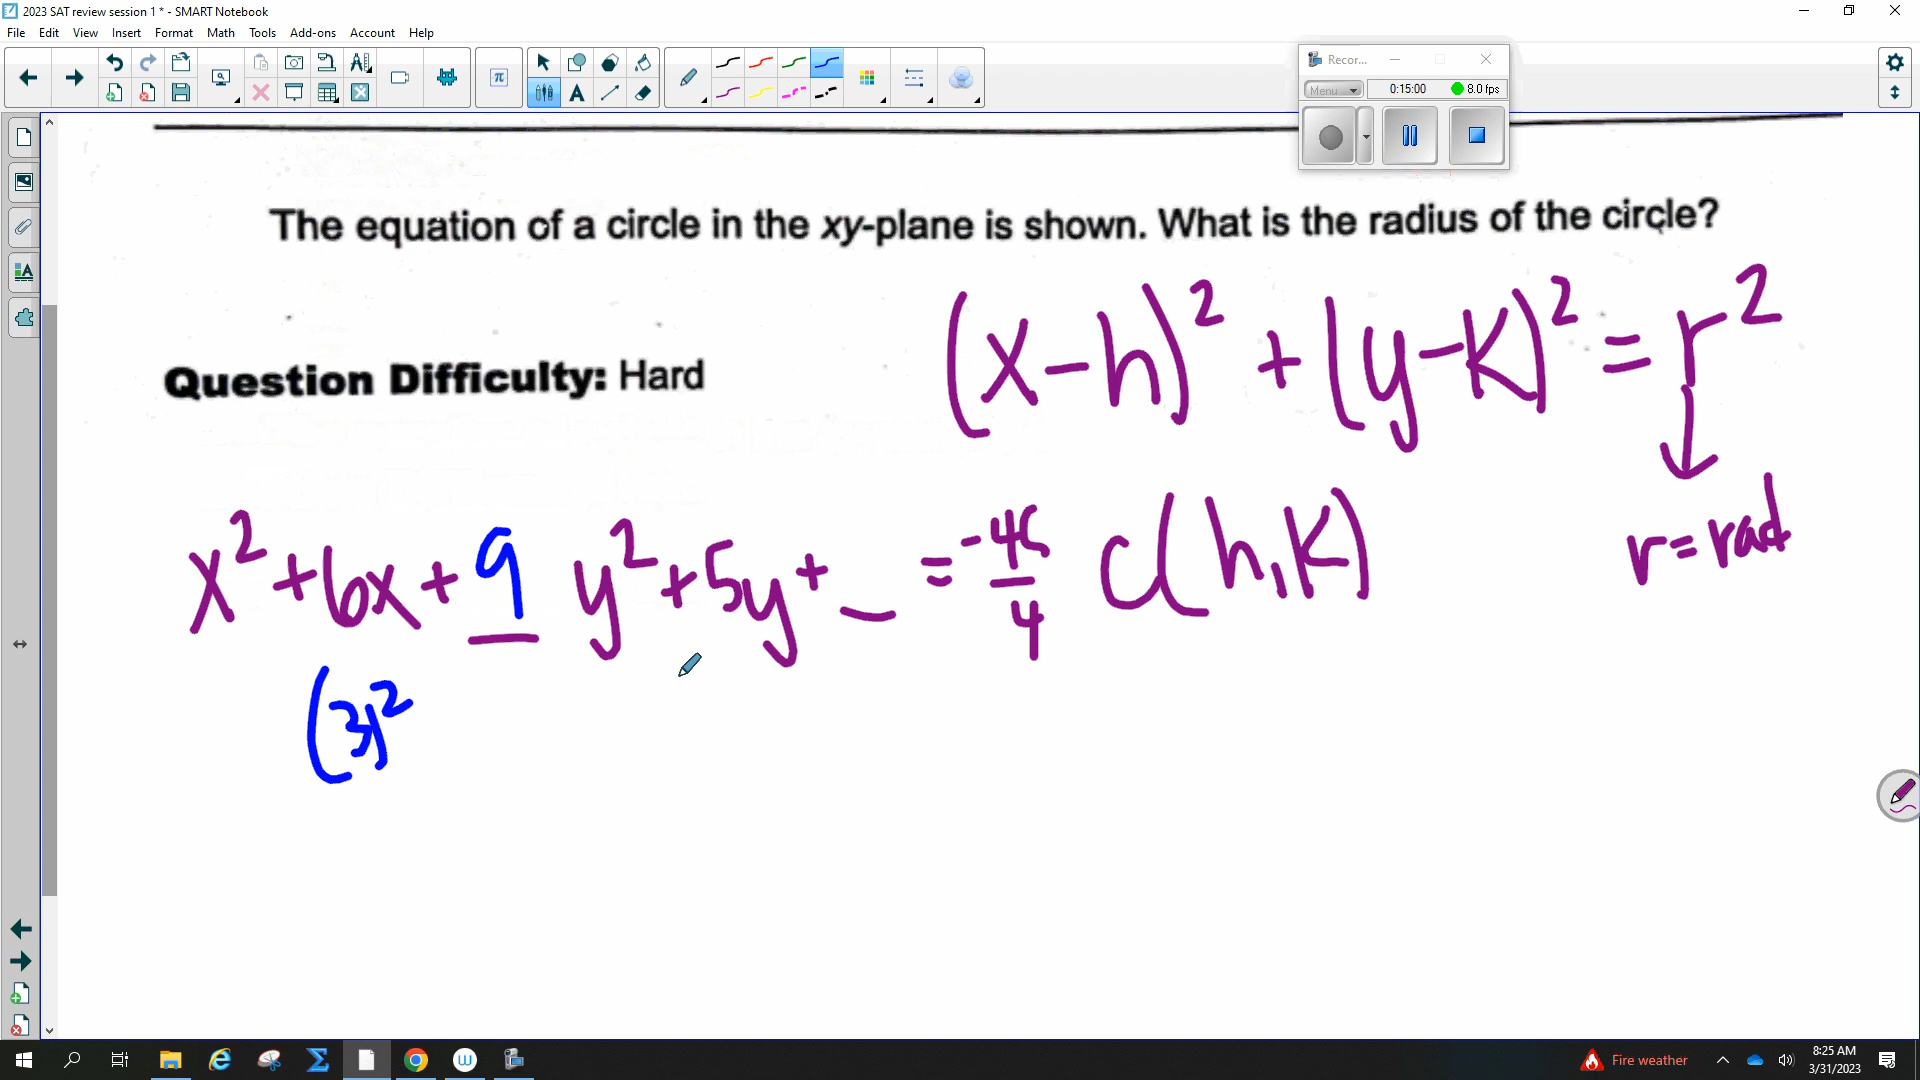 2023 SAT review session 1 * - SMART Notebook
File Edit View Insert Format Math Tools Add-ons Account Help
Recor...
Menu 0:15:00 8.0 fps
The equation of a circle in the xy-plane is shown. What is the radius of the circle?
(x-h)² + (y-k)² = r²
Question Difficulty: Hard
x² + 6x + 9 y² + 5y + _ = -45/4 C(h,k)
r = rad
(3)²
Fire weather
8:25 AM
3/31/2023